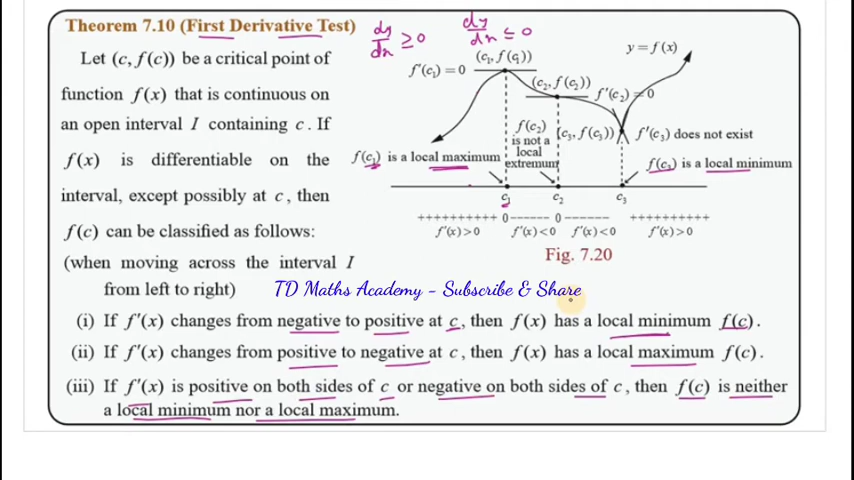 Theorem 7.10 (First Derivative Test)
dy/dx ≥ 0
dy/dx ≤ 0
Let (c, f(c)) be a critical point of
function f(x) that is continuous on
an open interval I containing c. If
f(x) is differentiable on the
interval, except possibly at c, then
f(c) can be classified as follows:
(when moving across the interval I
from left to right)
(c₁, f(c₁))
y = f(x)
f′(c₁) = 0
(c₂, f(c₂))
f′(c₂) = 0
f(c₂)
is not a
local
extremum
(c₃, f(c₃))
f′(c₃) does not exist
f(c₁) is a local maximum
f(c₃) is a local minimum
c₁ c₂ c₃
++++++++++ 0------ 0 ------ ++++++++++
f′(x)>0 f′(x)<0 f′(x)<0 f′(x)>0
Fig. 7.20
TD Maths Academy - Subscribe & Share
(i) If f′(x) changes from negative to positive at c, then f(x) has a local minimum f(c).
(ii) If f′(x) changes from positive to negative at c, then f(x) has a local maximum f(c).
(iii) If f′(x) is positive on both sides of c or negative on both sides of c, then f(c) is neither
a local minimum nor a local maximum.